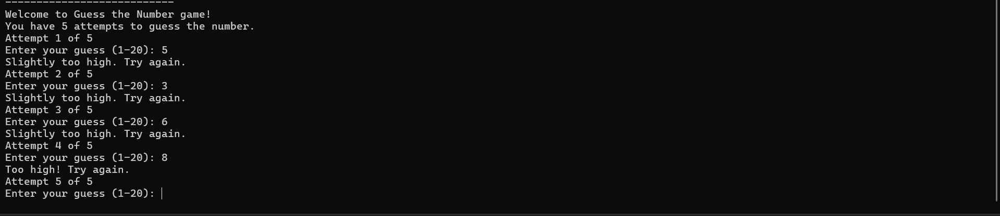 ---------------------------
Welcome to Guess the Number game!
You have 5 attempts to guess the number.
Attempt 1 of 5
Enter your guess (1-20): 5
Slightly too high. Try again.
Attempt 2 of 5
Enter your guess (1-20): 3
Slightly too high. Try again.
Attempt 3 of 5
Enter your guess (1-20): 6
Slightly too high. Try again.
Attempt 4 of 5
Enter your guess (1-20): 8
Too high! Try again.
Attempt 5 of 5
Enter your guess (1-20):